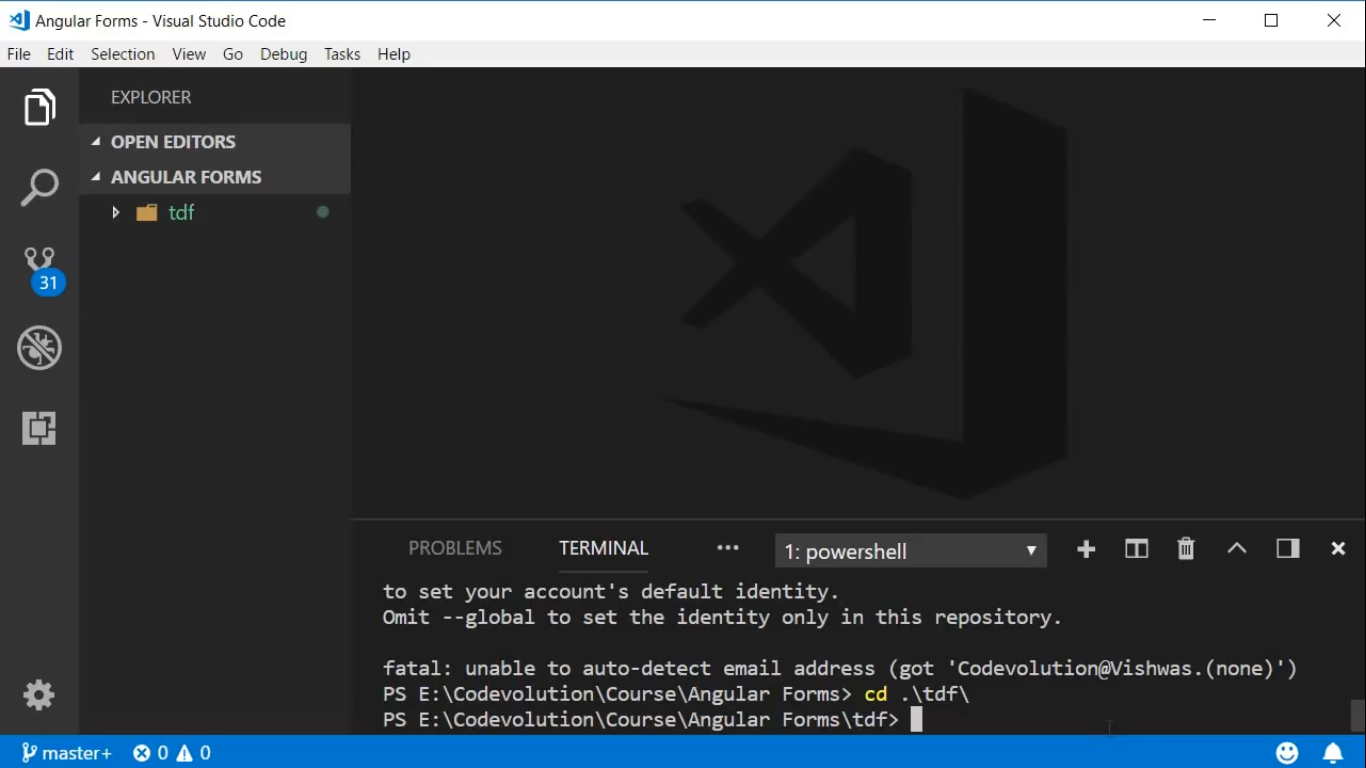 Angular Forms - Visual Studio Code
File Edit Selection View Go Debug Tasks Help
EXPLORER
OPEN EDITORS
ANGULAR FORMS
tdf
31
PROBLEMS TERMINAL ••• 1: powershell
to set your account's default identity.
Omit --global to set the identity only in this repository.
fatal: unable to auto-detect email address (got 'Codevolution@Vishwas.(none)')
PS E:\Codevolution\Course\Angular Forms> cd .\tdf\
PS E:\Codevolution\Course\Angular Forms\tdf>
master+ 0 0